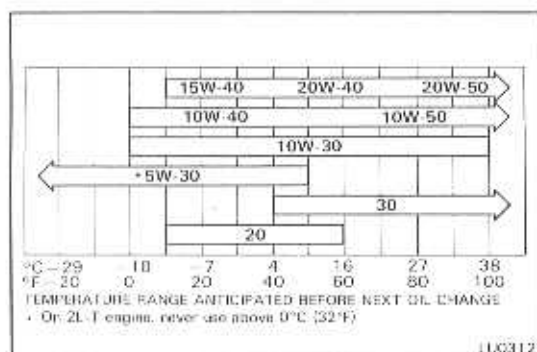 15W-40 20W-40 20W-50
10W-40 10W-50
10W-30
•5W-30
30
20
°C -29 -18 -7 4 16 27 38
°F -20 0 20 40 60 80 100
TEMPERATURE RANGE ANTICIPATED BEFORE NEXT OIL CHANGE
• On 2L-T engine, never use above 0°C (32°F)
LU0312